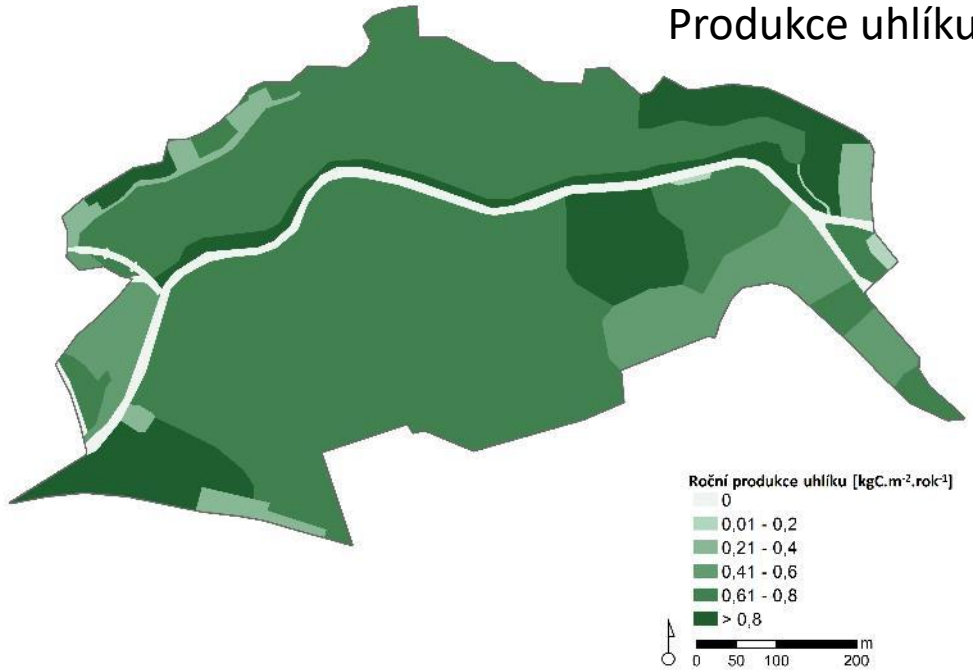 Produkce uhlíku
Roční produkce uhlíku [kgC.m⁻².rok⁻¹]
0
0,01 - 0,2
0,21 - 0,4
0,41 - 0,6
0,61 - 0,8
> 0,8
m
0 50 100 200